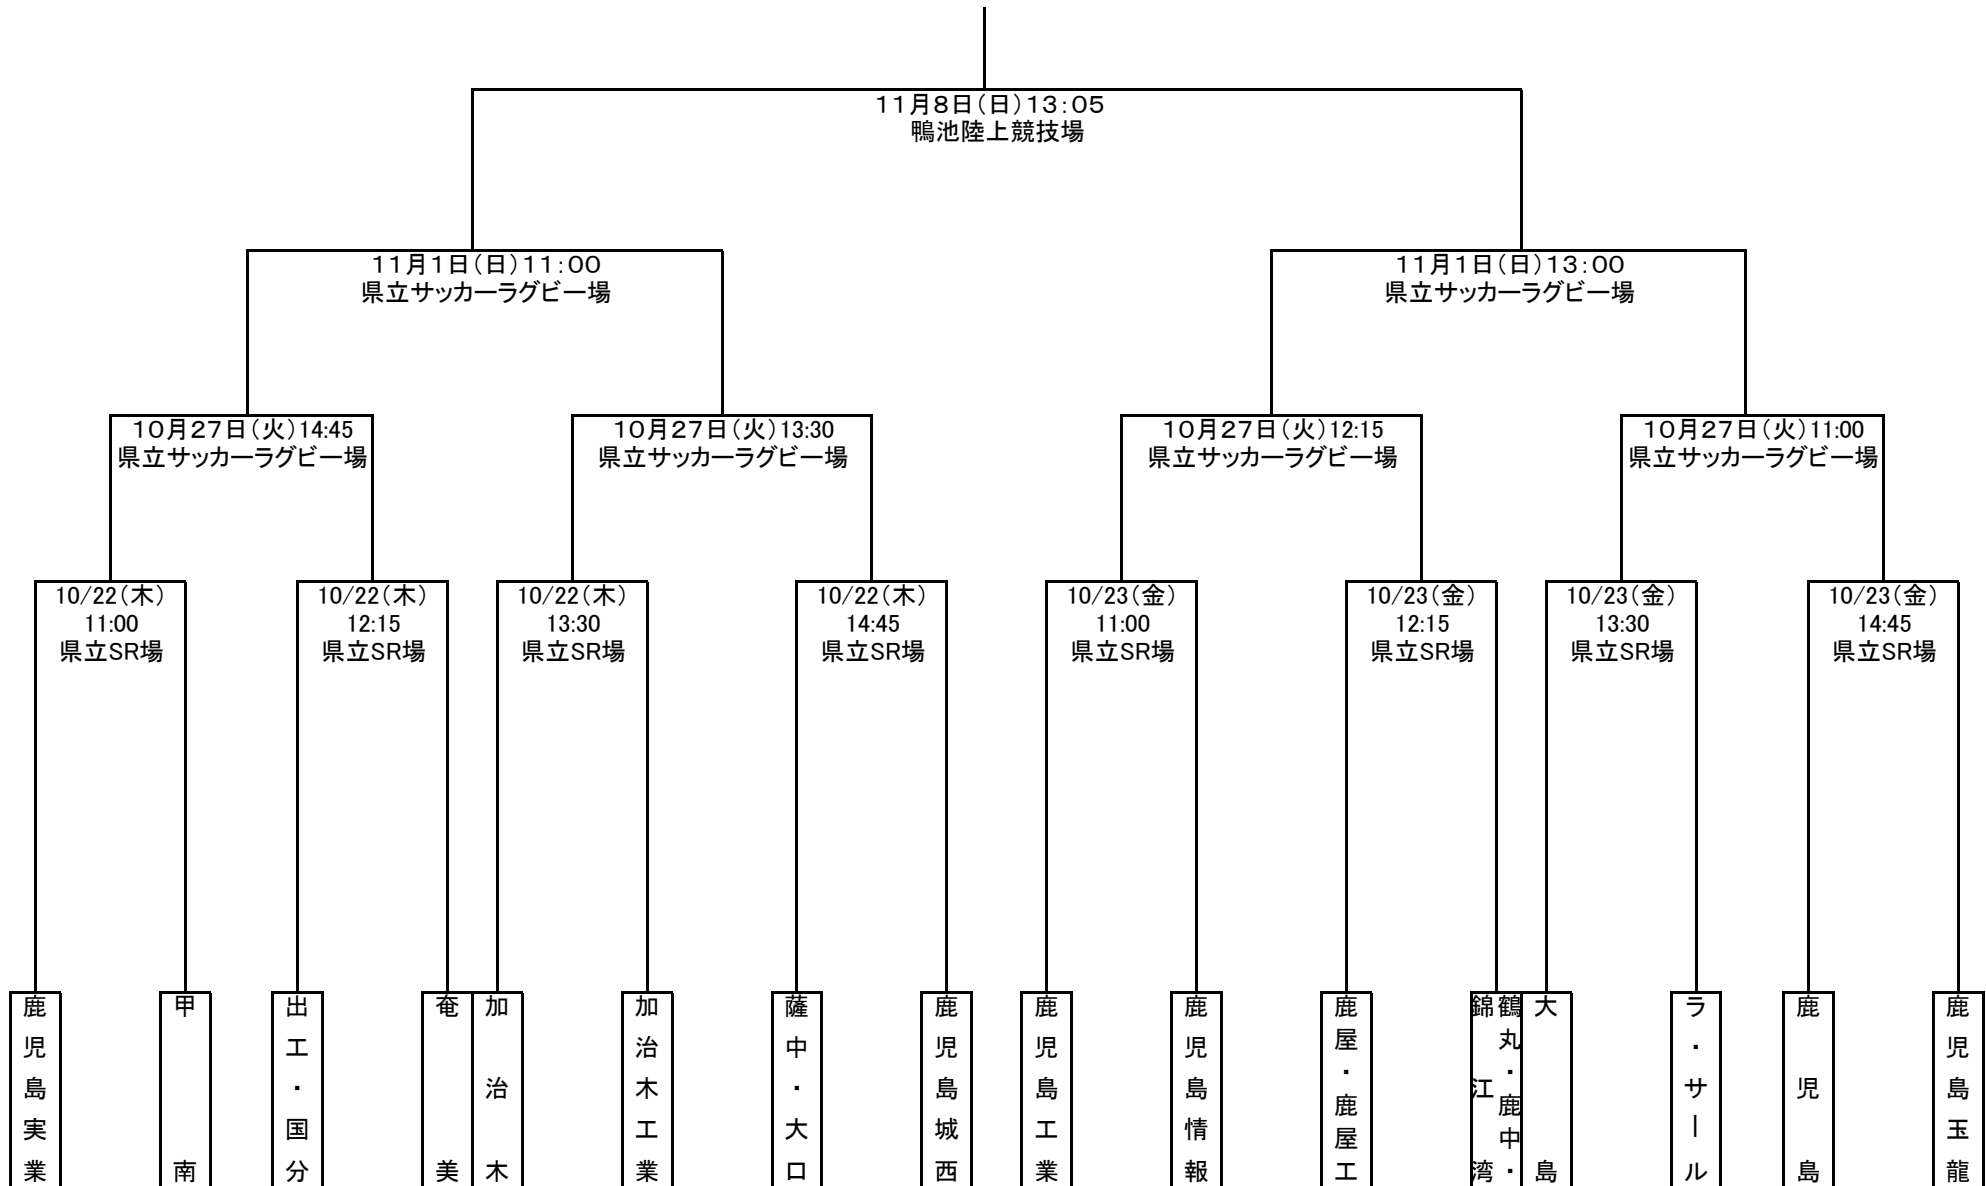 11月8日(日)13:05
鴨池陸上競技場
11月1日(日)11:00
県立サッカーラグビー場
11月1日(日)13:00
県立サッカーラグビー場
10月27日(火)14:45
県立サッカーラグビー場
10月27日(火)13:30
県立サッカーラグビー場
10月27日(火)12:15
県立サッカーラグビー場
10月27日(火)11:00
県立サッカーラグビー場
10/22(木)
11:00
県立SR場
10/22(木)
12:15
県立SR場
10/22(木)
13:30
県立SR場
10/22(木)
14:45
県立SR場
10/23(金)
11:00
県立SR場
10/23(金)
12:15
県立SR場
10/23(金)
13:30
県立SR場
10/23(金)
14:45
県立SR場
鹿児島実業
甲南
出工・国分
奄美
加治木
加治木工業
薩中・大口
鹿児島城西
鹿児島工業
鹿児島情報
鹿屋・鹿屋工
鶴丸・鹿中・
錦江湾
大島
ラ・サール
鹿児島
鹿児島玉龍